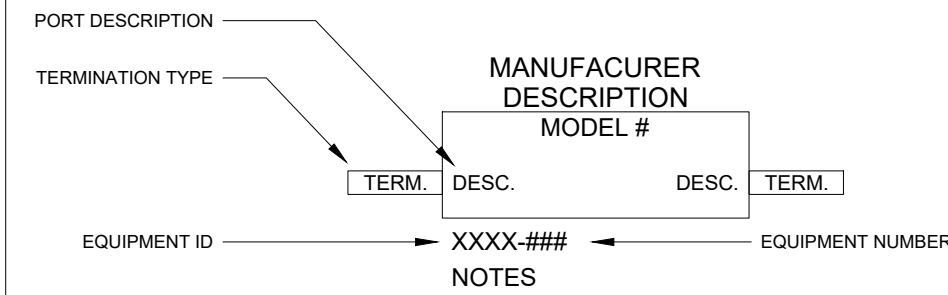 PORT DESCRIPTION
TERMINATION TYPE
MANUFACURER
DESCRIPTION
MODEL #
TERM. DESC. DESC. TERM.
EQUIPMENT ID XXXX-### EQUIPMENT NUMBER
NOTES